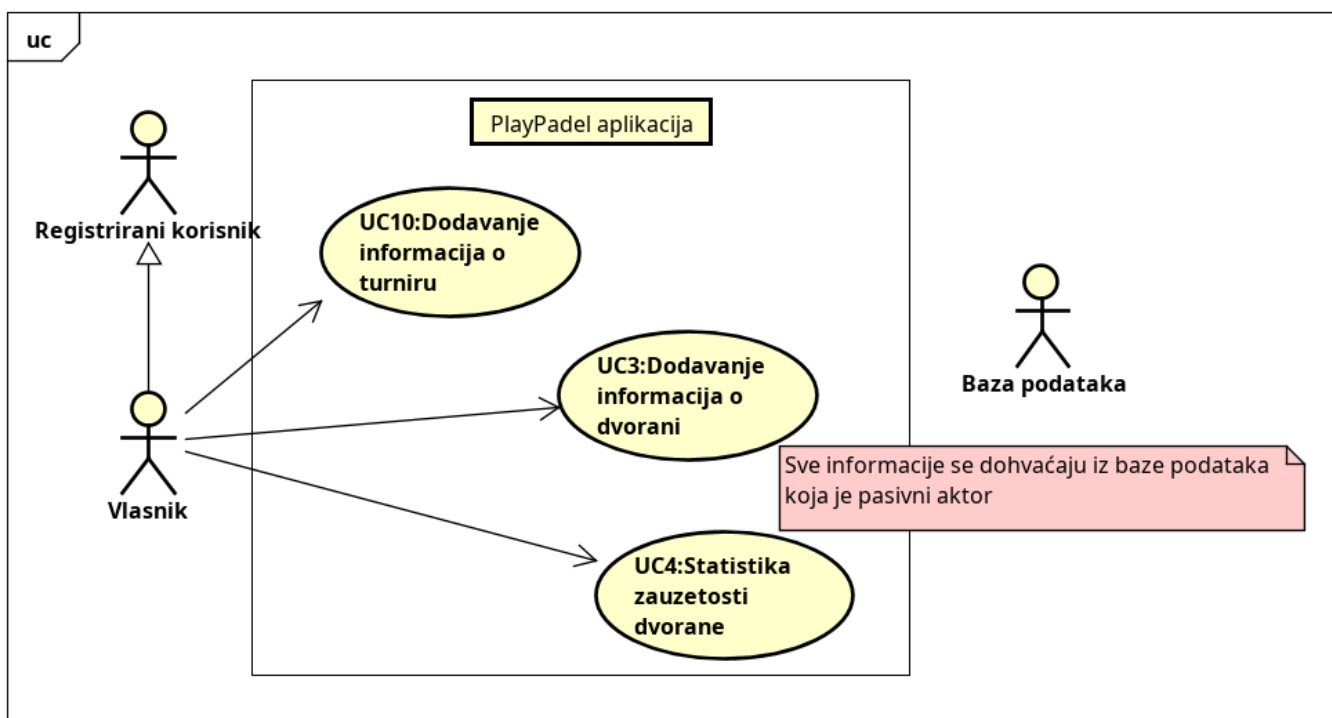 uc
PlayPadel aplikacija
Registrirani korisnik
UC10:Dodavanje
informacija o
turniru
UC3:Dodavanje
informacija o
dvorani
Baza podataka
Sve informacije se dohvaćaju iz baze podataka
koja je pasivni aktor
Vlasnik
UC4:Statistika
zauzetosti
dvorane